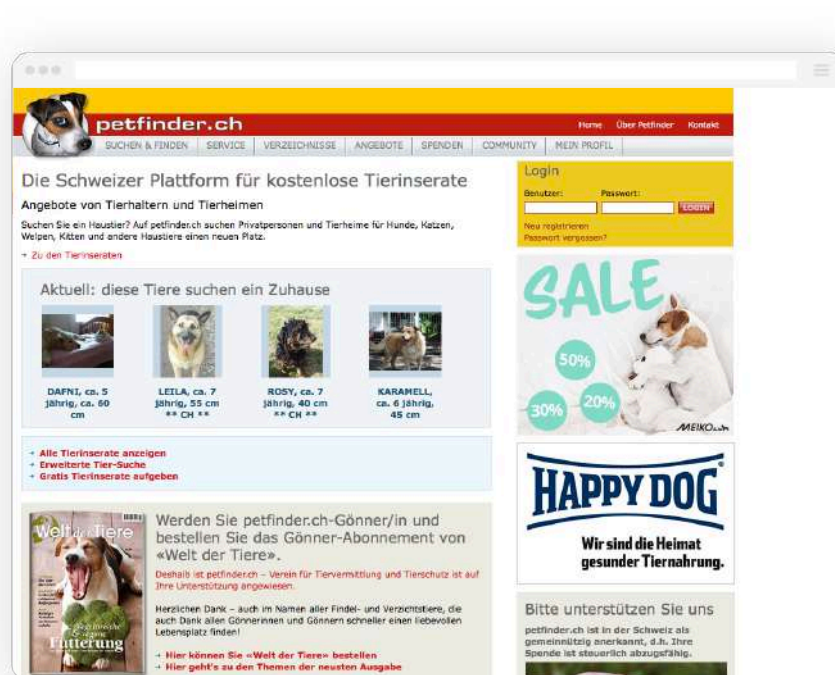 petfinder.ch
Home Über Petfinder Kontakt
SUCHEN & FINDEN SERVICE VERZEICHNISSE ANGEBOTE SPENDEN COMMUNITY MEIN PROFIL
Die Schweizer Plattform für kostenlose Tierinserate
Angebote von Tierhaltern und Tierheimen
Suchen Sie ein Haustier? Auf petfinder.ch suchen Privatpersonen und Tierheime für Hunde, Katzen,
Welpen, Kitten und andere Haustiere einen neuen Platz.
Zu den Tierinseraten
Aktuell: diese Tiere suchen ein Zuhause
DAFNI, ca. 5
jährig, ca. 60
cm
LEILA, ca. 7
jährig, 55 cm
** CH **
ROSY, ca. 7
jährig, 40 cm
** CH **
KARAMELL,
ca. 6 jährig,
45 cm
Alle Tierinserate anzeigen
Erweiterte Tier-Suche
Gratis Tierinserate aufgeben
Welt der Tiere
Fütterung
Werden Sie petfinder.ch-Gönner/in und
bestellen Sie das Gönner-Abonnement von
«Welt der Tiere».
Deshalb ist petfinder.ch – Verein für Tiervermittlung und Tierschutz ist auf
Ihre Unterstützung angewiesen.
Herzlichen Dank – auch im Namen aller Findel- und Verzichtstiere, die
auch Dank allen Gönnerinnen und Gönnern schneller einen liebevollen
Lebensplatz finden!
Hier können Sie «Welt der Tiere» bestellen
Hier geht's zu den Themen der neusten Ausgabe
Login
Benutzer: Passwort:
LOGIN
Neu registrieren
Passwort vergessen?
SALE
50%
30%
20%
MEIKO.ch
HAPPY DOG
Wir sind die Heimat
gesunder Tiernahrung.
Bitte unterstützen Sie uns
petfinder.ch ist in der Schweiz als
gemeinnützig anerkannt, d.h. Ihre
Spende ist steuerlich abzugsfähig.